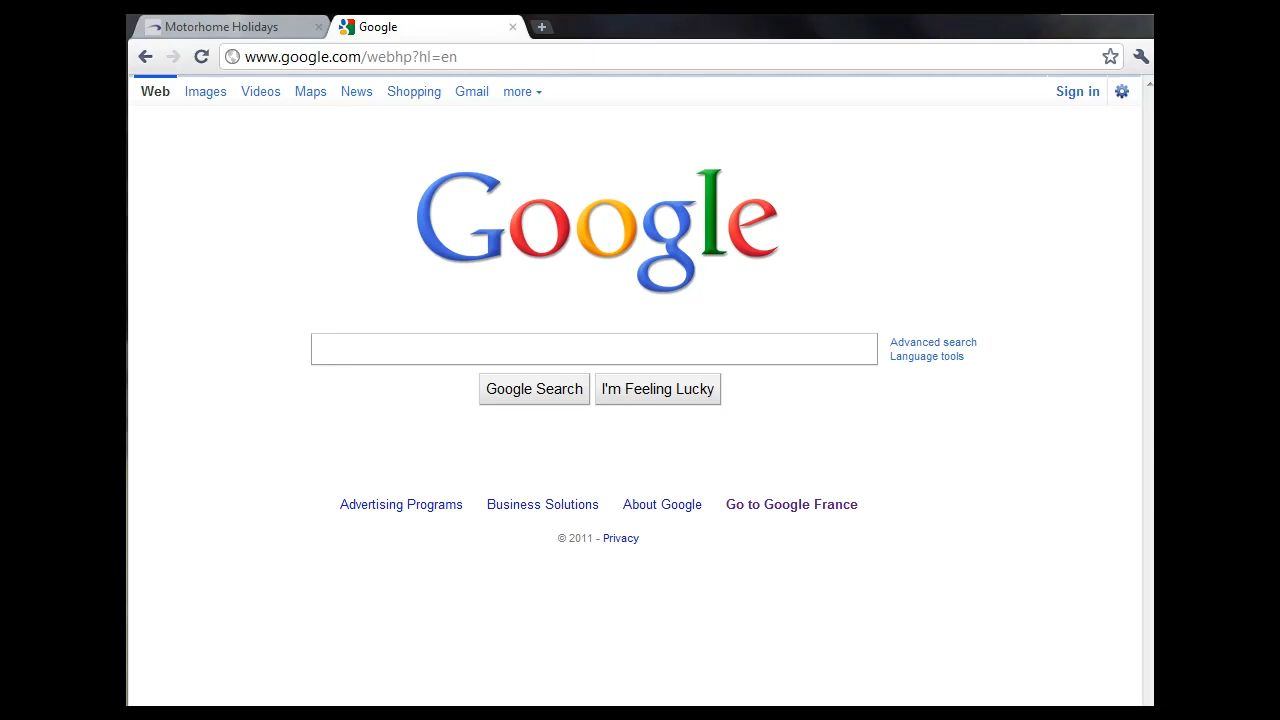 Motorhome Holidays Google
www.google.com/webhp?hl=en
Web Images Videos Maps News Shopping Gmail more Sign in
Google
Advanced search
Language tools
Google Search I'm Feeling Lucky
Advertising Programs Business Solutions About Google Go to Google France
© 2011 - Privacy